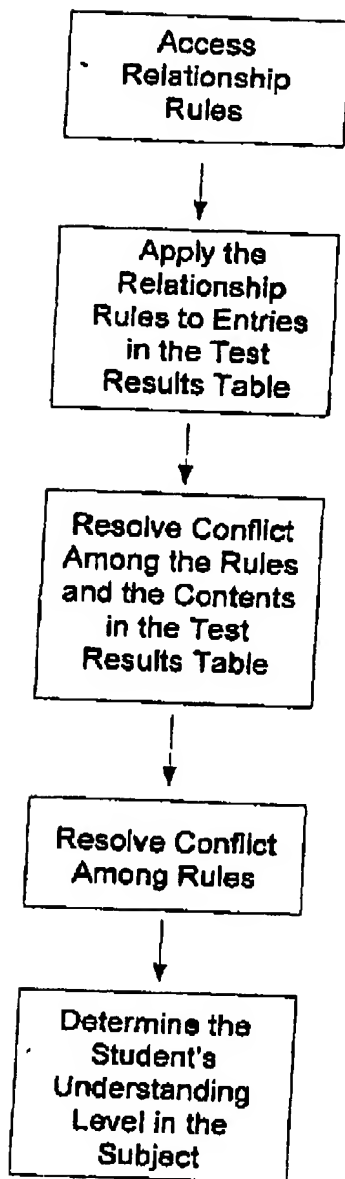 Access
Relationship
Rules
Apply the
Relationship
Rules to Entries
in the Test
Results Table
Resolve Conflict
Among the Rules
and the Contents
in the Test
Results Table
Resolve Conflict
Among Rules
Determine the
Student's
Understanding
Level in the
Subject